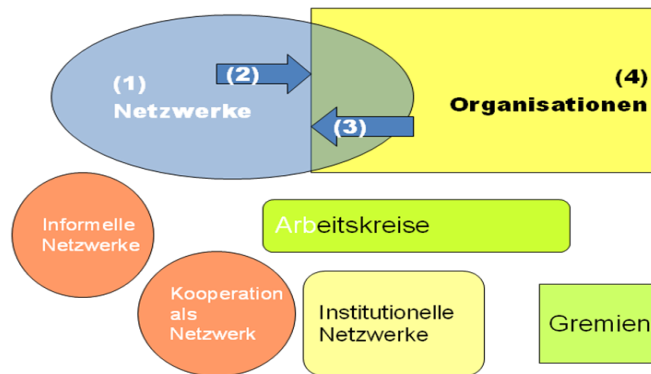 (1)
Netzwerke
(2)
(3)
(4)
Organisationen
Informelle
Netzwerke
Arbeitskreise
Kooperation
als
Netzwerk
Institutionelle
Netzwerke
Gremien